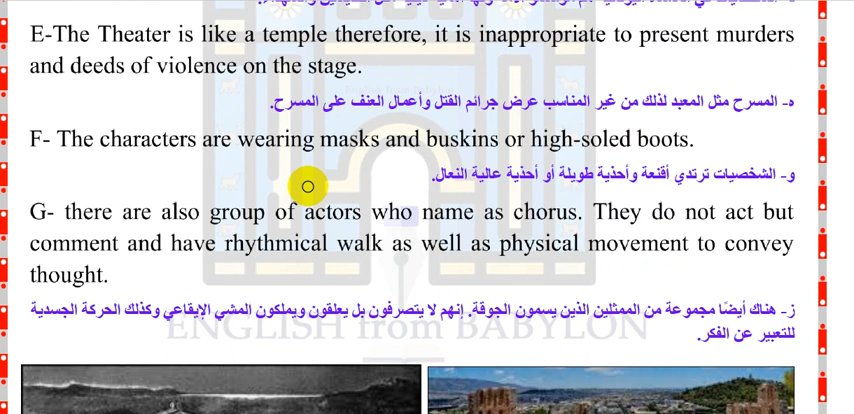 E-The Theater is like a temple therefore, it is inappropriate to present murders
and deeds of violence on the stage.
ه- المسرح مثل المعبد لذلك من غير المناسب عرض جرائم القتل وأعمال العنف على المسرح.
F- The characters are wearing masks and buskins or high-soled boots.
و- الشخصيات ترتدي أقنعة وأحذية طويلة أو أحذية عالية النعال.
G- there are also group of actors who name as chorus. They do not act but
comment and have rhythmical walk as well as physical movement to convey
thought.
ز- هناك أيضًا مجموعة من الممثلين الذين يسمون الجوقة. إنهم لا يتصرفون بل يعلقون ويملكون المشي الإيقاعي وكذلك الحركة الجسدية
للتعبير عن الفكر.
ENGLISH from BABYLON